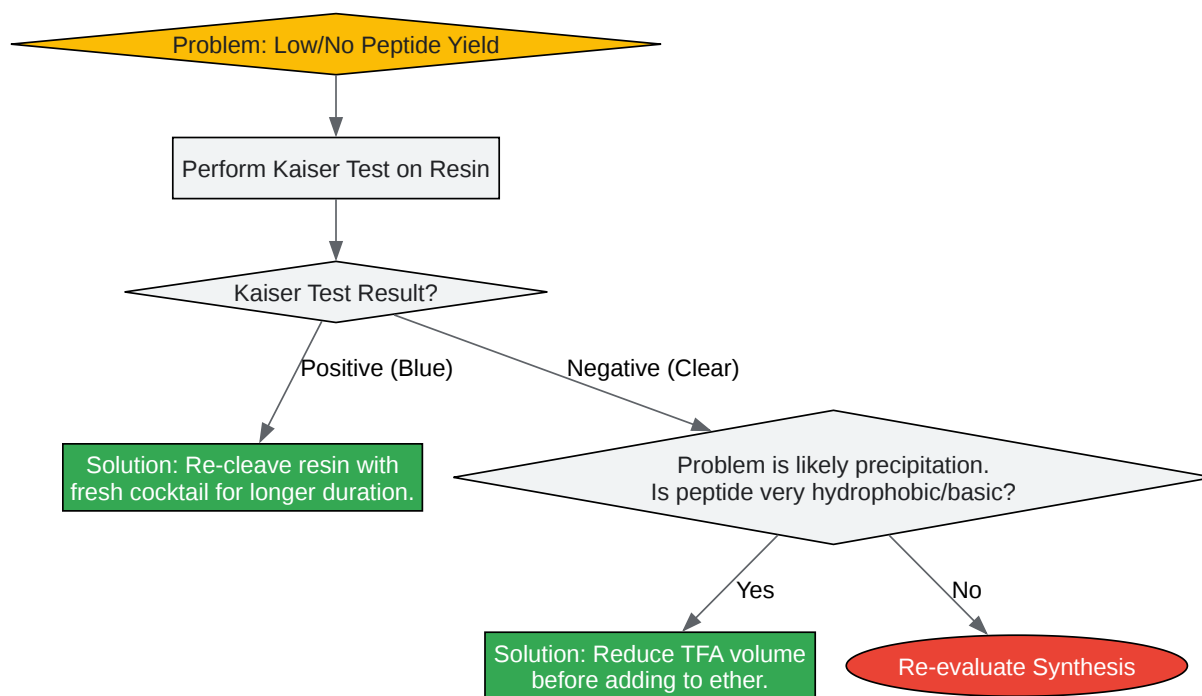 Problem: Low/No Peptide Yield
Perform Kaiser Test on Resin
Kaiser Test Result?
Positive (Blue)
Negative (Clear)
Solution: Re-cleave resin with
fresh cocktail for longer duration.
Problem is likely precipitation.
Is peptide very hydrophobic/basic?
Yes
No
Solution: Reduce TFA volume
before adding to ether.
Re-evaluate Synthesis